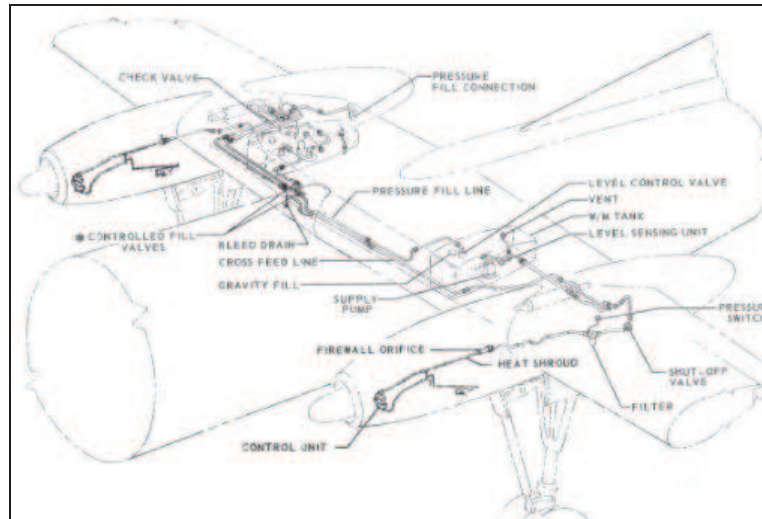 CHECK VALVE
PRESSURE
FILL CONNECTION
PRESSURE FILL LINE
LEVEL CONTROL VALVE
VENT
W/M TANK
LEVEL SENSING UNIT
CONTROLLED FILL
VALVES
BLEED DRAIN
CROSS FEED LINE
GRAVITY FILL
SUPPLY
PUMP
PRESSUR
SWITCH
FIREWALL ORIFICE
HEAT SHROUD
SHUT-OFF
VALVE
FILTER
CONTROL UNIT